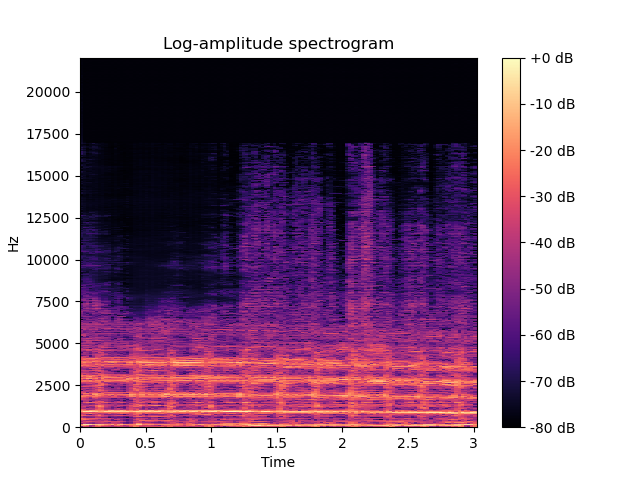 Log-amplitude spectrogram
Hz
20000
17500
15000
12500
10000
7500
5000
2500
0
0 0.5 1 1.5 2 2.5 3
Time
+0 dB
-10 dB
-20 dB
-30 dB
-40 dB
-50 dB
-60 dB
-70 dB
-80 dB